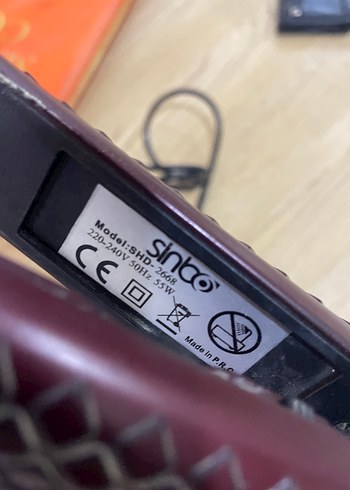 sinbo
Model:SHD-2668
220-240V 50Hz 55W
CE
Made in P.R.C